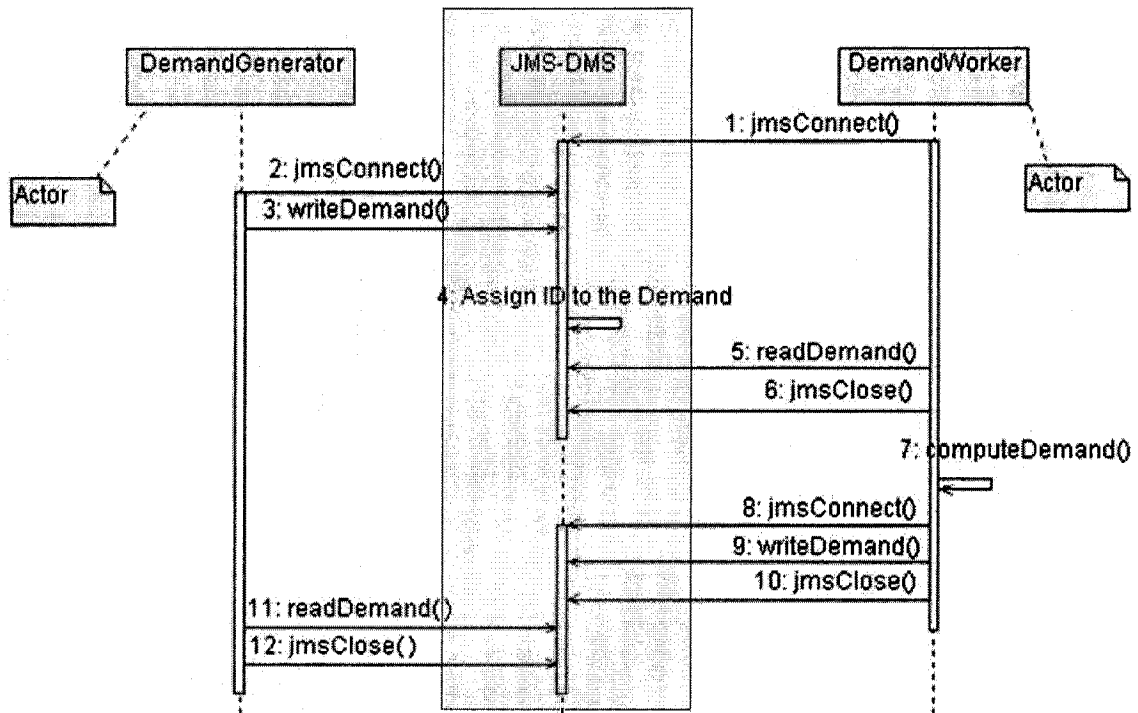 DemandGenerator
JMS-DMS
DemandWorker
1: jmsConnect()
2: jmsConnect()
Actor
Actor
3: writeDemand()
4: Assign ID to the Demand
5: readDemand()
6: jmsClose()
7: computeDemand()
8: jmsConnect()
9: writeDemand()
10: jmsClose()
11: readDemand()
12: jmsClose()